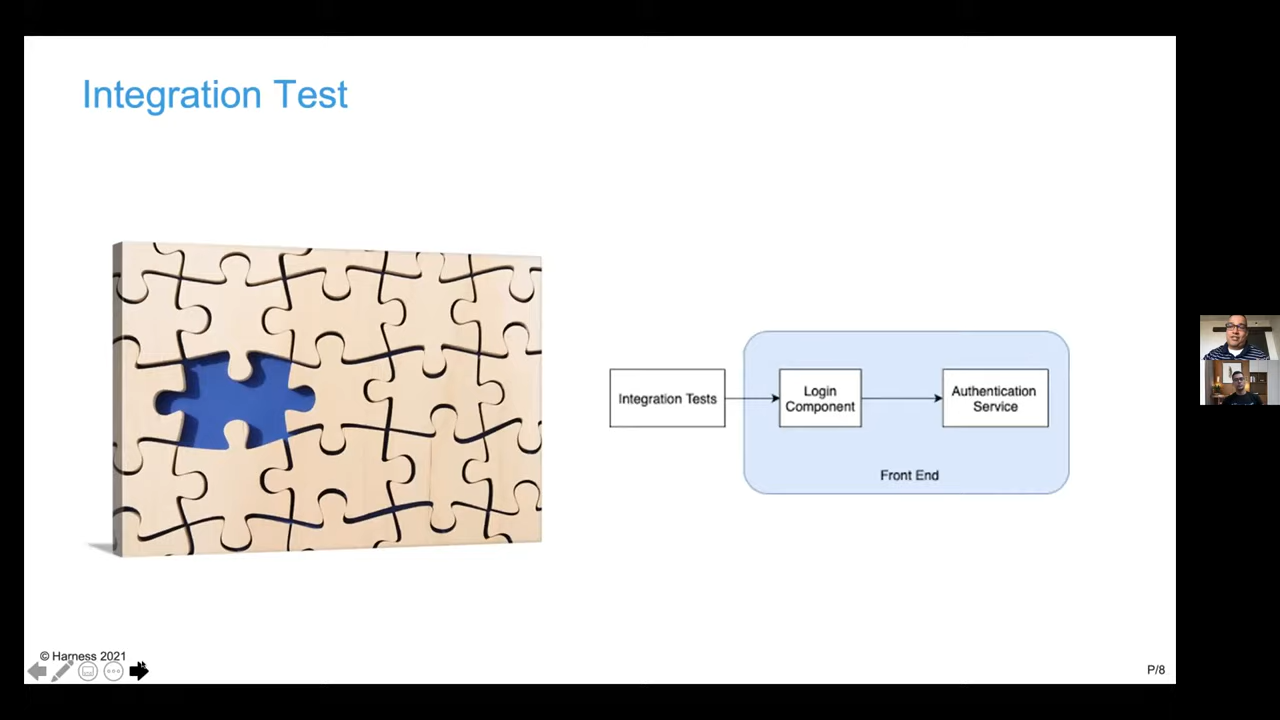 Integration Test
Integration Tests
Login
Component
Authentication
Service
Front End
© Harness 2021
P/8